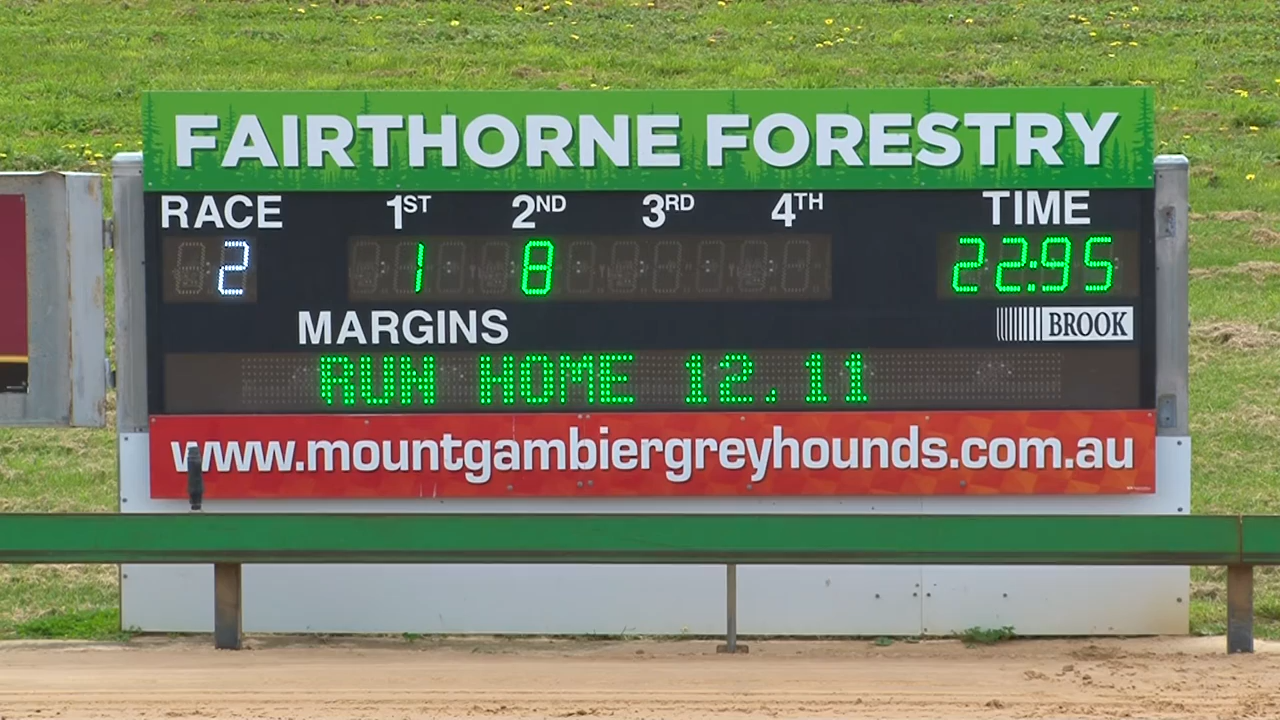 FAIRTHORNE FORESTRY
RACE 1ST 2ND 3RD 4TH TIME
2 1 8 22:95
MARGINS BROOK
RUN HOME 12.11
www.mountgambiergreyhounds.com.au